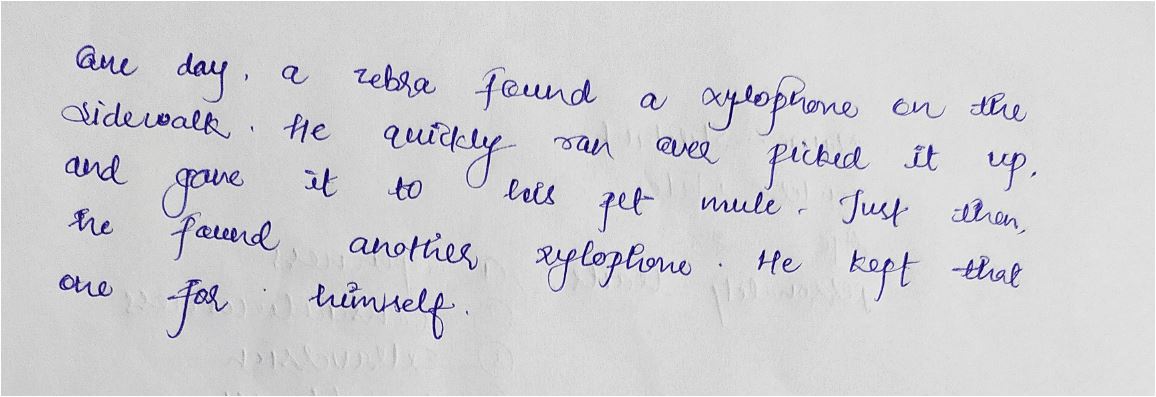 One day, a zebra found a xylophone on the
sidewalk. He quickly ran over picked it up,
and gave it to his pet mule. Just then,
he found another xylophone. He kept that
one for himself.